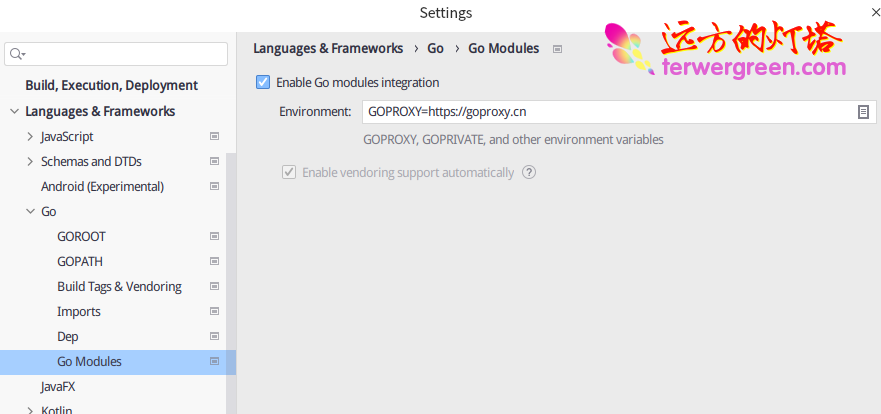 Settings
远方的灯塔
terwergreen.com
Languages & Frameworks › Go › Go Modules
Build, Execution, Deployment
Enable Go modules integration
Languages & Frameworks
Environment: GOPROXY=https://goproxy.cn
JavaScript
GOPROXY, GOPRIVATE, and other environment variables
Schemas and DTDs
Enable vendoring support automatically ?
Android (Experimental)
Go
GOROOT
GOPATH
Build Tags & Vendoring
Imports
Dep
Go Modules
JavaFX
Kotlin